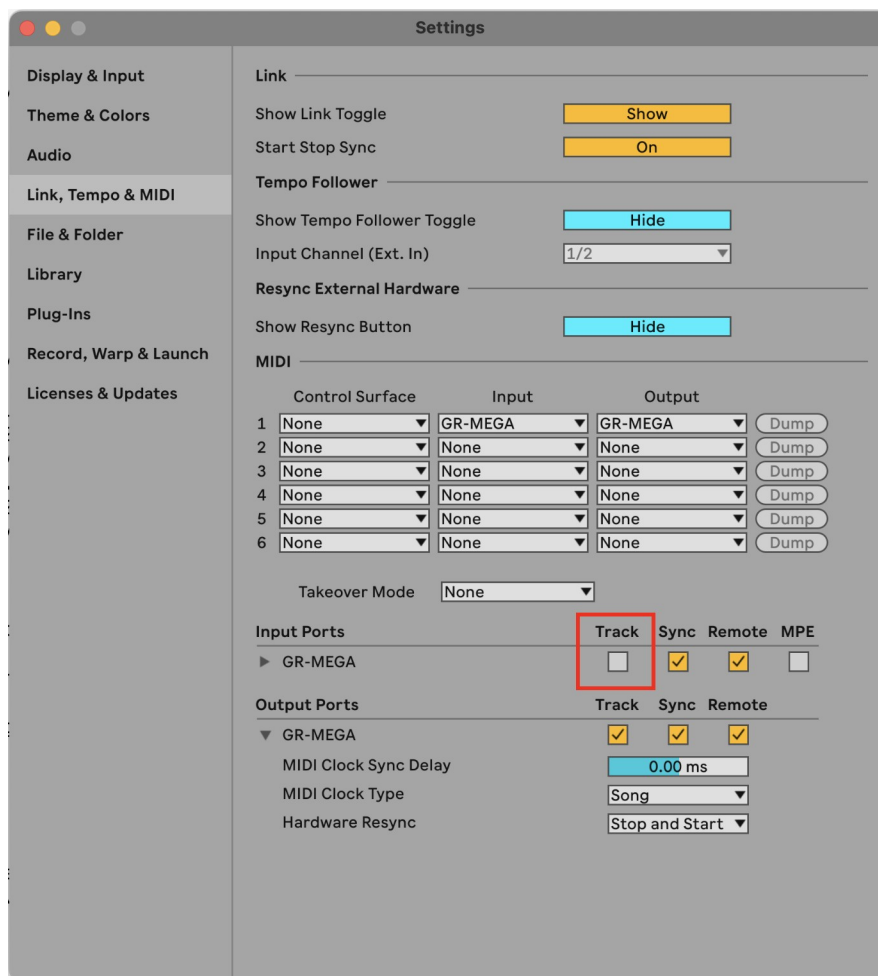 Settings
Display & Input
Theme & Colors
Audio
Link, Tempo & MIDI
File & Folder
Library
Plug-Ins
Record, Warp & Launch
Licenses & Updates
Link
Show Link Toggle Show
Start Stop Sync On
Tempo Follower
Show Tempo Follower Toggle Hide
Input Channel (Ext. In) 1/2
Resync External Hardware
Show Resync Button Hide
MIDI
Control Surface Input Output
1 None GR-MEGA GR-MEGA Dump
2 None None None Dump
3 None None None Dump
4 None None None Dump
5 None None None Dump
6 None None None Dump
Takeover Mode None
Input Ports Track Sync Remote MPE
GR-MEGA
Output Ports Track Sync Remote
GR-MEGA
MIDI Clock Sync Delay 0.00 ms
MIDI Clock Type Song
Hardware Resync Stop and Start